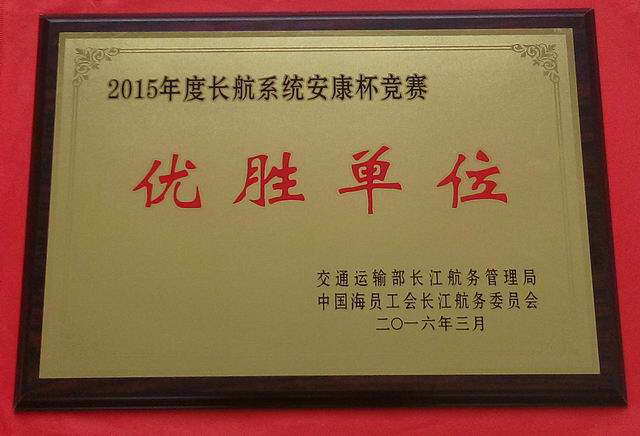 2015年度长航系统安康杯竞赛
优胜单位
交通运输部长江航务管理局
中国海员工会长江航务委员会
二〇一六年三月